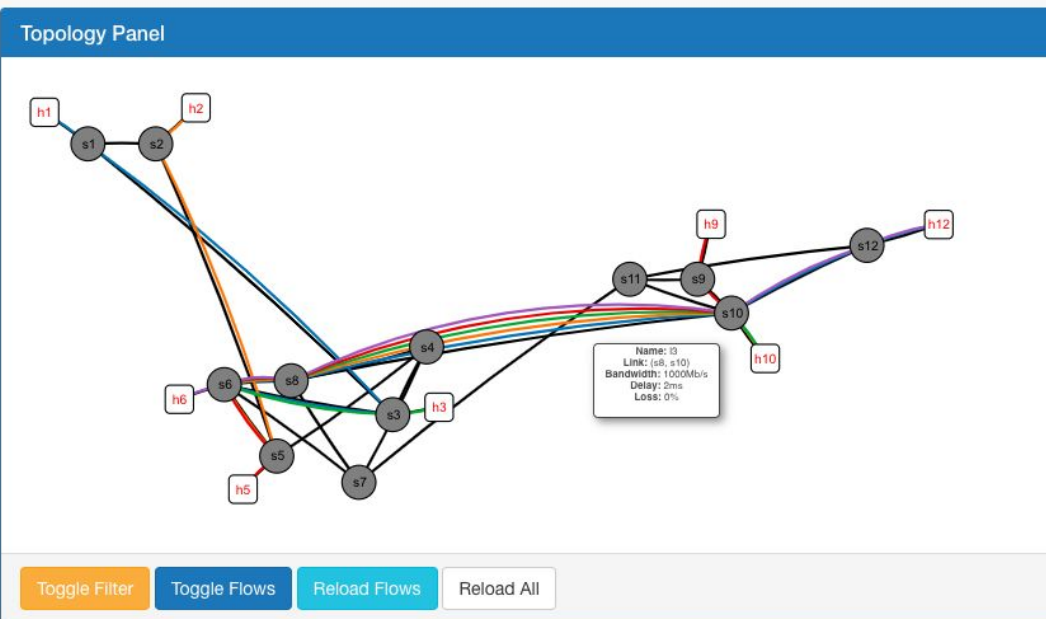 Topology Panel
h1
h2
s1
s2
h9
h12
s12
s11
s9
s10
s4
Name: l3
Link: (s8, s10)
Bandwidth: 1000Mb/s
Delay: 2ms
Loss: 0%
h10
s6
s8
h6
s3
h3
s5
s7
h5
Toggle Filter
Toggle Flows
Reload Flows
Reload All